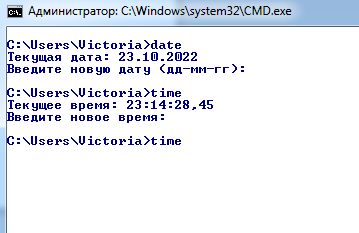 Администратор: C:\Windows\system32\CMD.exe
C:\Users\Victoria>date
Текущая дата: 23.10.2022
Введите новую дату (дд-мм-гг):
C:\Users\Victoria>time
Текущее время: 23:14:28,45
Введите новое время:
C:\Users\Victoria>time